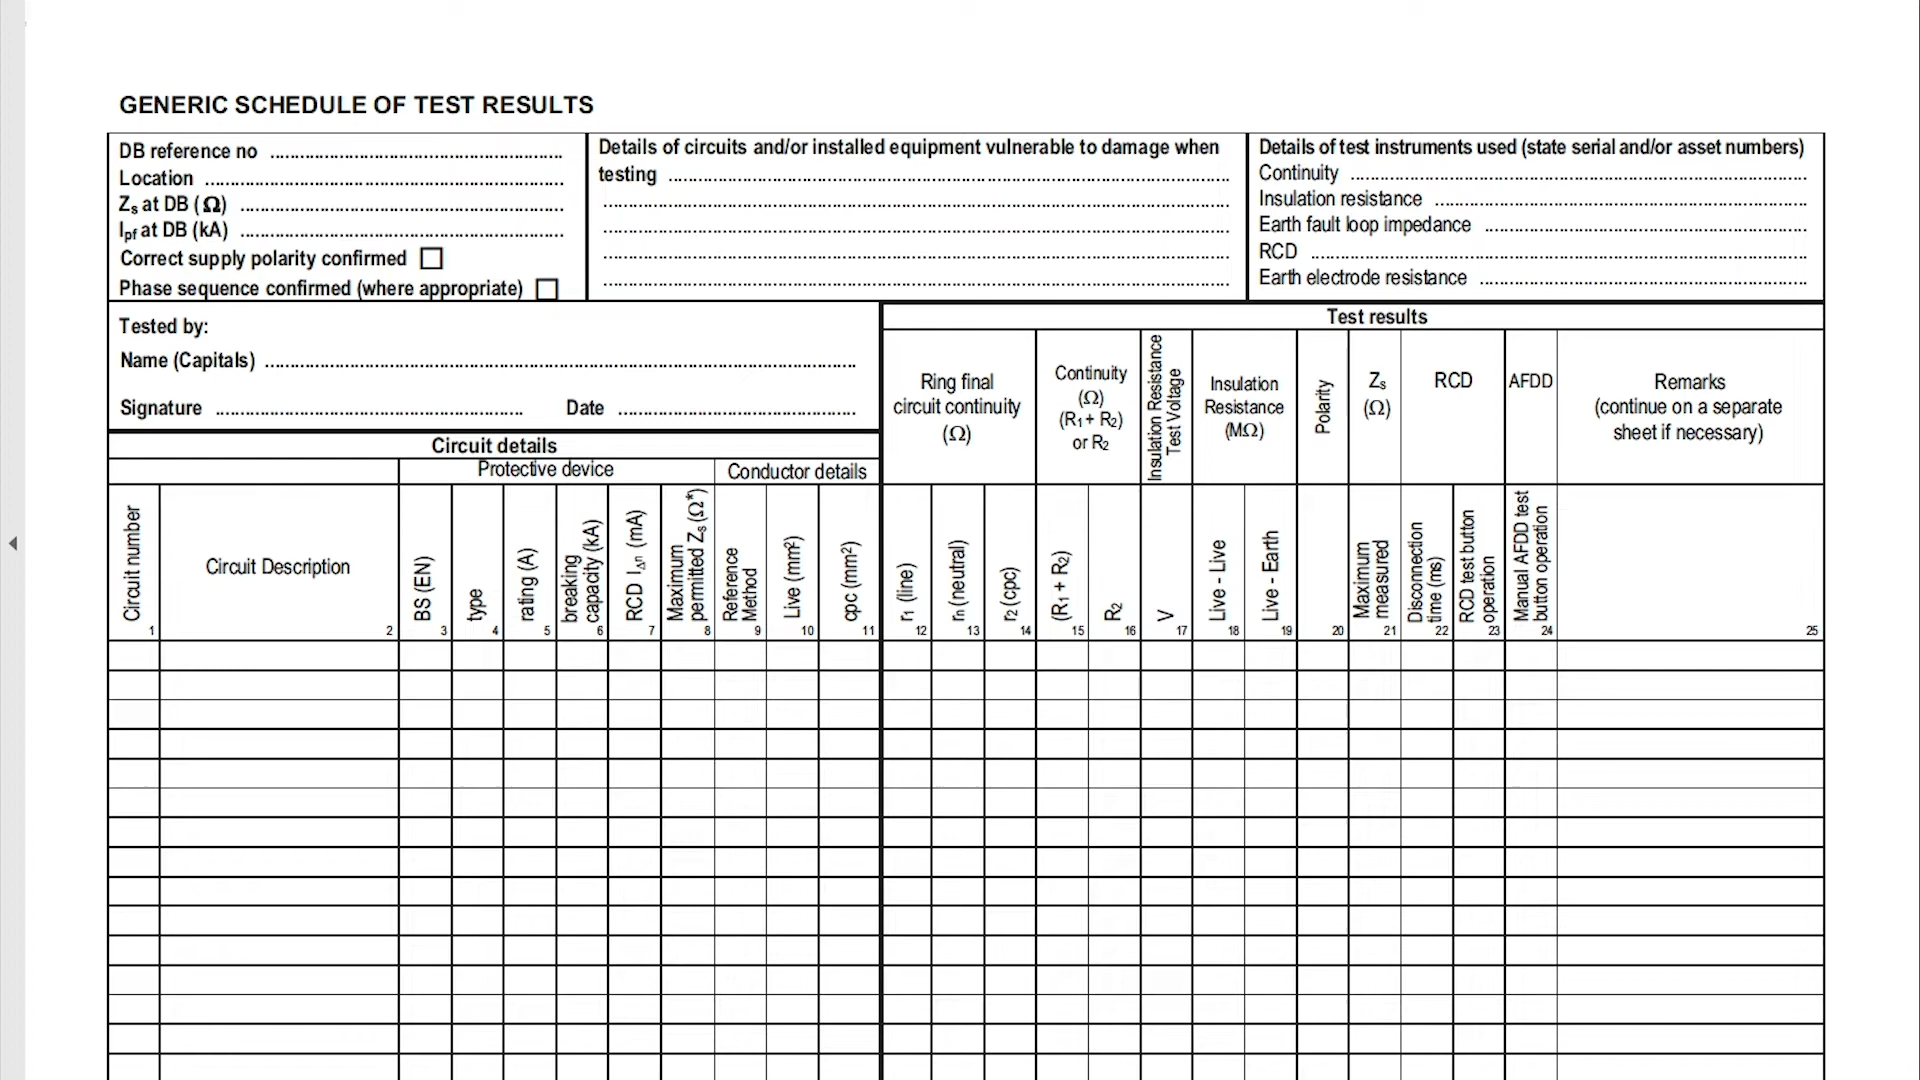 GENERIC SCHEDULE OF TEST RESULTS
DB reference no
Location
Zs at DB (Ω)
Ipf at DB (kA)
Correct supply polarity confirmed
Phase sequence confirmed (where appropriate)
Details of circuits and/or installed equipment vulnerable to damage when
testing
Details of test instruments used (state serial and/or asset numbers)
Continuity
Insulation resistance
Earth fault loop impedance
RCD
Earth electrode resistance
Tested by:
Name (Capitals)
Signature Date
Test results
Ring final
circuit continuity
(Ω)
Continuity
(Ω)
(R1 + R2)
or R2
Insulation Resistance
Test Voltage
Insulation
Resistance
(MΩ)
Polarity
Zs
(Ω)
RCD
AFDD
Remarks
(continue on a separate
sheet if necessary)
Circuit details
Protective device
Conductor details
Circuit number
1
Circuit Description
2
BS (EN)
3
type
4
rating (A)
5
breaking
capacity (kA)
6
RCD IΔn (mA)
7
Maximum
permitted Zs (Ω*)
8
Reference
Method
9
Live (mm²)
10
cpc (mm²)
11
r1 (line)
12
rn (neutral)
13
r2 (cpc)
14
(R1 + R2)
15
R2
16
V
17
Live - Live
18
Live - Earth
19
20
Maximum
measured
21
Disconnection
time (ms)
22
RCD test button
operation
23
Manual AFDD test
button operation
24
25